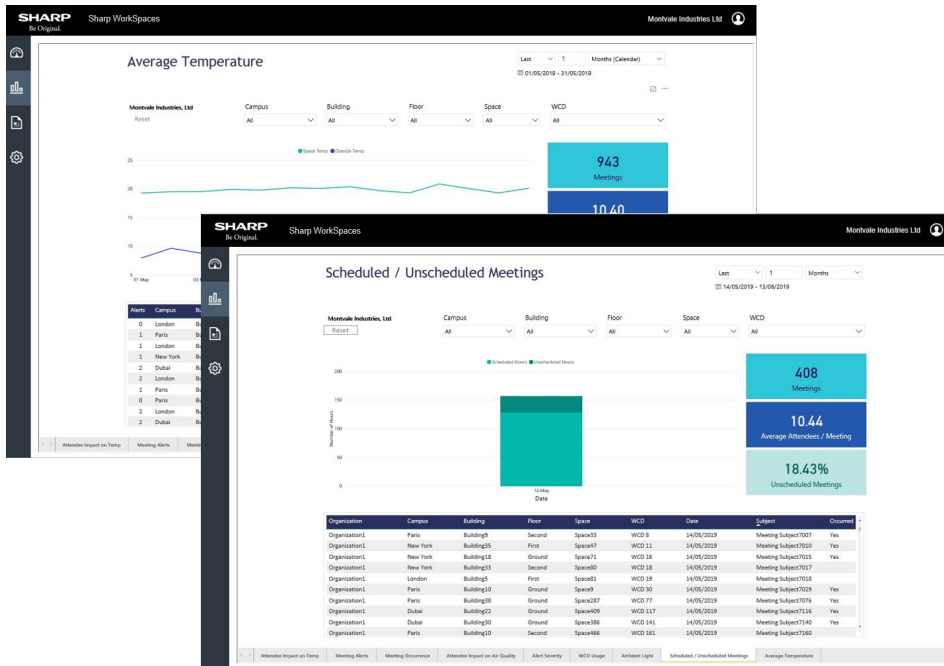 SHARP
Be Original.
Sharp WorkSpaces
Montvale Industries Ltd
Average Temperature
Last 1 Months (Calendar)
01/05/2019 - 31/05/2019
Montvale Industries, Ltd
Reset
Campus Building Floor Space WCD
All All All All All
Space Temp Outside Temp
25
20
15
10
5
01 May
943
Meetings
10.40
Alerts Campus
0 London
1 Paris
1 London
1 New York
2 Dubai
2 London
1 Paris
0 Paris
2 London
2 Dubai
Attendee Impact on Temp Meeting Alerts
SHARP
Be Original.
Sharp WorkSpaces
Montvale Industries Ltd
Scheduled / Unscheduled Meetings
Last 1 Months
14/05/2019 - 13/06/2019
Montvale Industries, Ltd
Reset
Campus Building Floor Space WCD
All All All All All
Scheduled Hours Unscheduled Hours
Number of Hours
200
150
100
50
0
14 May
Date
408
Meetings
10.44
Average Attendees / Meeting
18.43%
Unscheduled Meetings
Organization Campus Building Floor Space WCD Date Subject Occurred
Organization1 Paris Building9 Second Space33 WCD 8 14/05/2019 Meeting Subject7007 Yes
Organization1 New York Building35 First Space47 WCD 11 14/05/2019 Meeting Subject7010 Yes
Organization1 New York Building18 Ground Space71 WCD 16 14/05/2019 Meeting Subject7015 Yes
Organization1 New York Building33 Second Space80 WCD 18 14/05/2019 Meeting Subject7017
Organization1 London Building5 First Space81 WCD 19 14/05/2019 Meeting Subject7018
Organization1 Paris Building10 Ground Space9 WCD 30 14/05/2019 Meeting Subject7029 Yes
Organization1 Paris Building38 Ground Space287 WCD 77 14/05/2019 Meeting Subject7076 Yes
Organization1 Dubai Building22 Ground Space409 WCD 117 14/05/2019 Meeting Subject7116 Yes
Organization1 Dubai Building30 Ground Space386 WCD 141 14/05/2019 Meeting Subject7140 Yes
Organization1 Paris Building10 Second Space466 WCD 161 14/05/2019 Meeting Subject7160
Attendee Impact on Temp Meeting Alerts Meeting Occurrence Attendee Impact on Air Quality Alert Severity WCD Usage Ambient Light Scheduled / Unscheduled Meetings Average Temperature